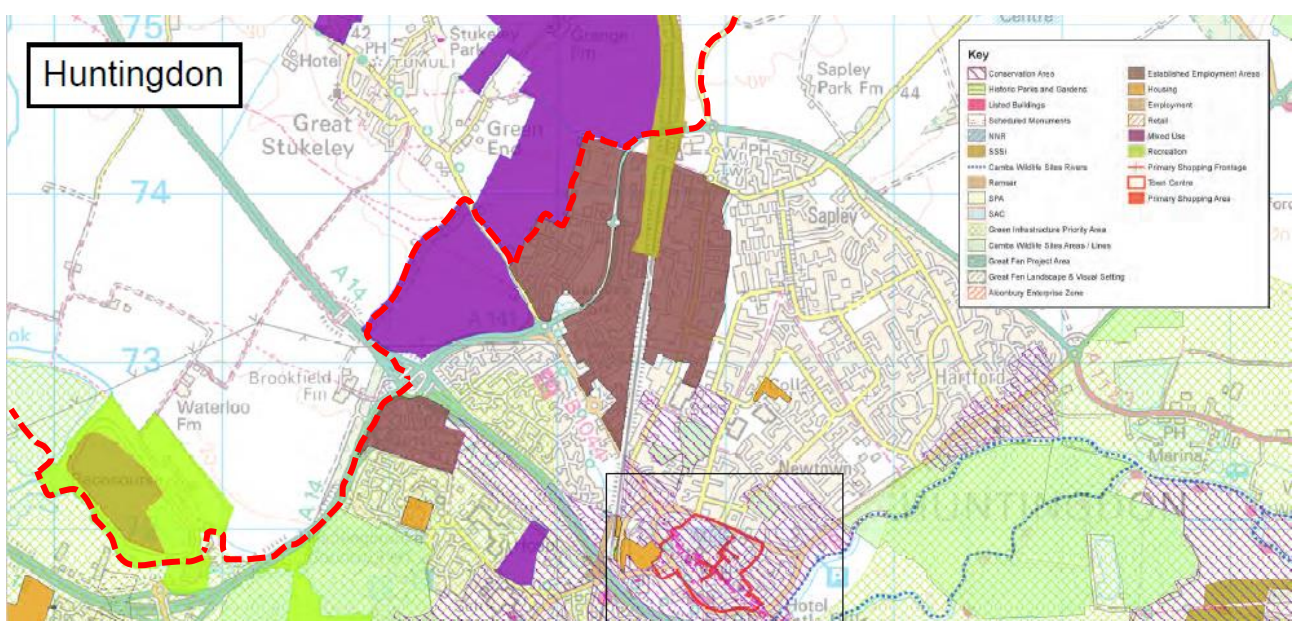 Huntingdon
75
42
PH
Hotel
TUMULI
Stukeley
Park
Grange
Fm
Centre
Sapley
Park Fm
44
Great
Stukeley
Green
End
PH
74
Sapley
A 14
A 141
73
Brookfield
Fm
Waterloo
Fm
Hartford
Newtown
PH
Marina
A 14
Hotel
Key
Conservation Area
Historic Parks and Gardens
Listed Buildings
Scheduled Monuments
NNR
SSSI
Cambs Wildlife Sites Rivers
Ramsar
SPA
SAC
Green Infrastructure Priority Area
Cambs Wildlife Sites Areas / Lines
Great Fen Project Area
Great Fen Landscape & Visual Setting
Alconbury Enterprise Zone
Established Employment Areas
Housing
Employment
Retail
Mixed Use
Recreation
Primary Shopping Frontage
Town Centre
Primary Shopping Area